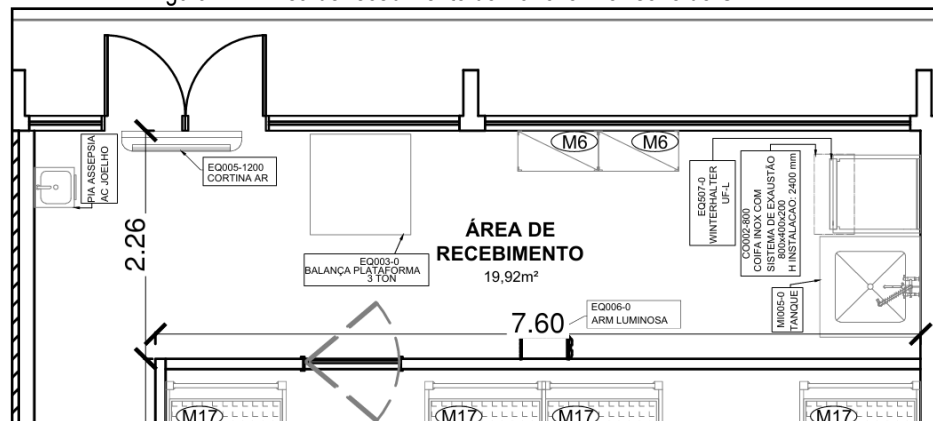 PIA ASSEPSIA
AC JOELHO
EQ005-1200
CORTINA AR
M6
M6
2.26
ÁREA DE
RECEBIMENTO
19,92m²
EQ003-0
BALANÇA PLATAFORMA
3 TON
EQ507-0
WINTERHALTER
UF-L
CO002-800
COIFA INOX COM
SISTEMA DE EXAUSTÃO
800x400x200
H INSTALACAO: 2400 mm
MI005-0
TANQUE
7.60
EQ006-0
ARM LUMINOSA
M17
M17
M17
M17